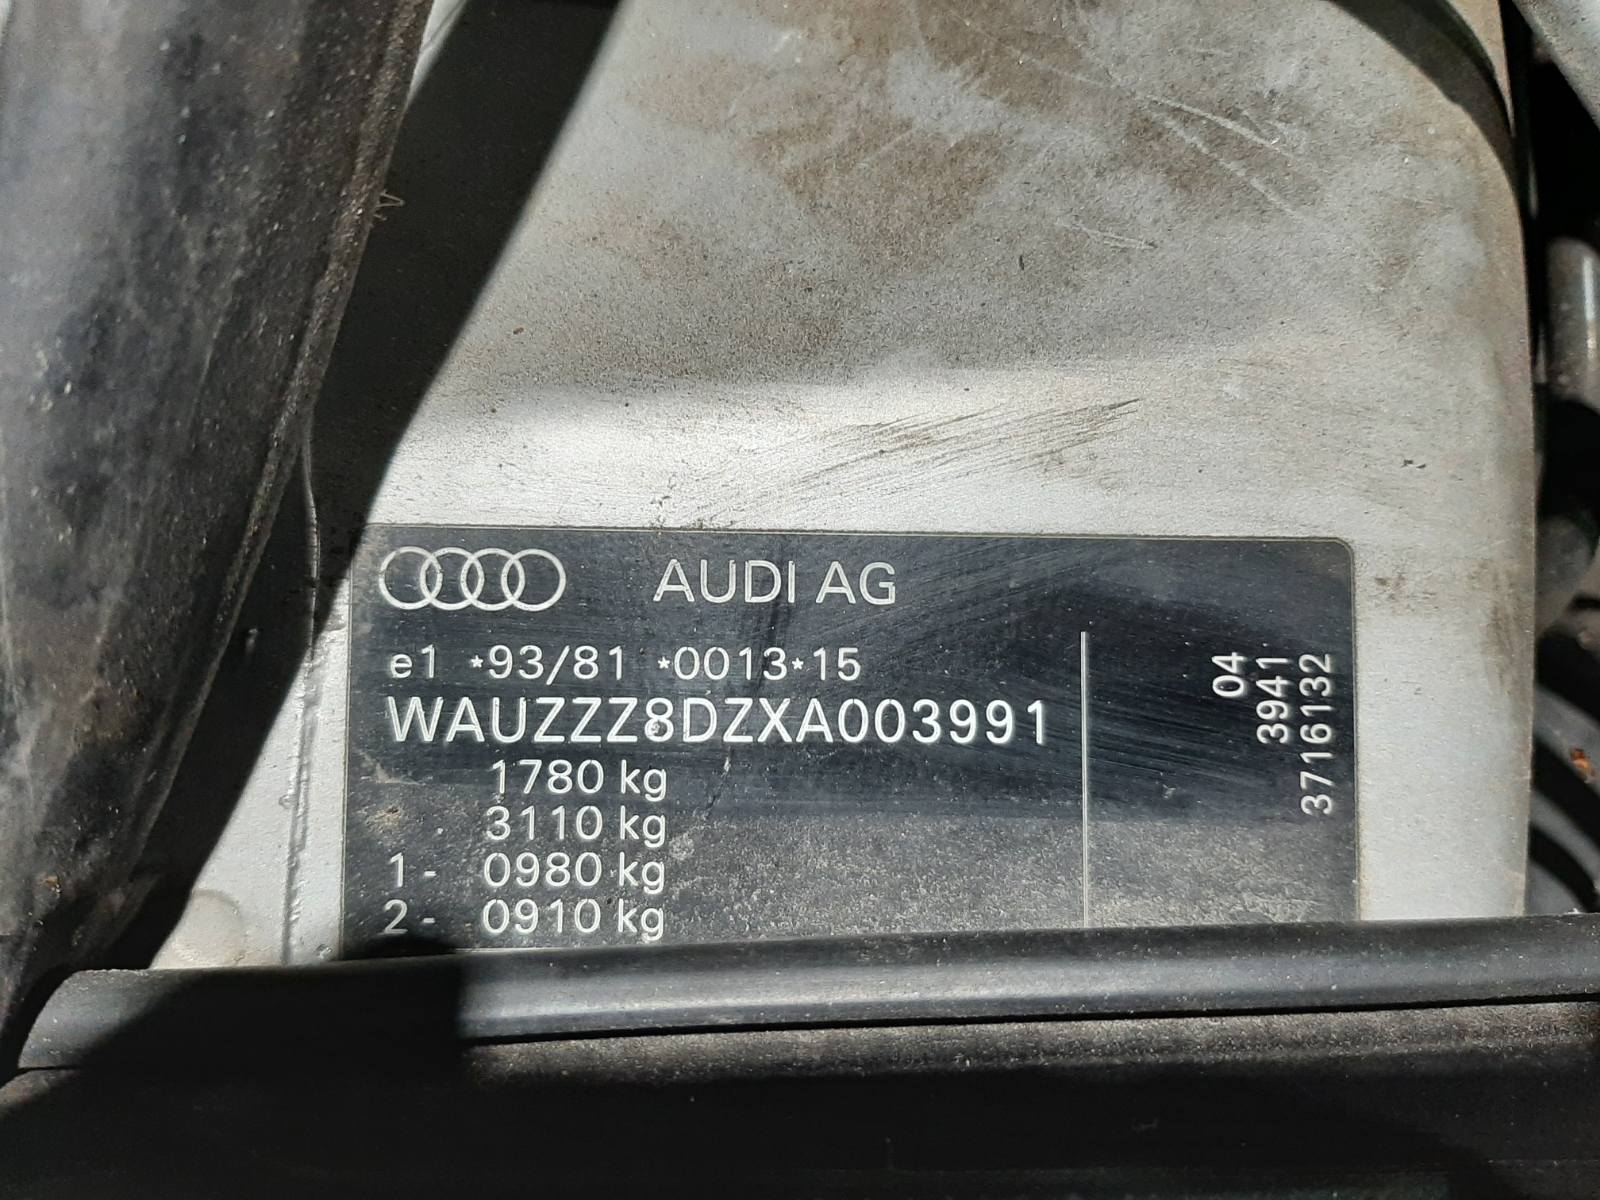 AUDI AG
e1 *93/81 *0013*15
WAUZZZ8DZXA003991
1780 kg
3110 kg
1- 0980 kg
2- 0910 kg
04
3941
3716132